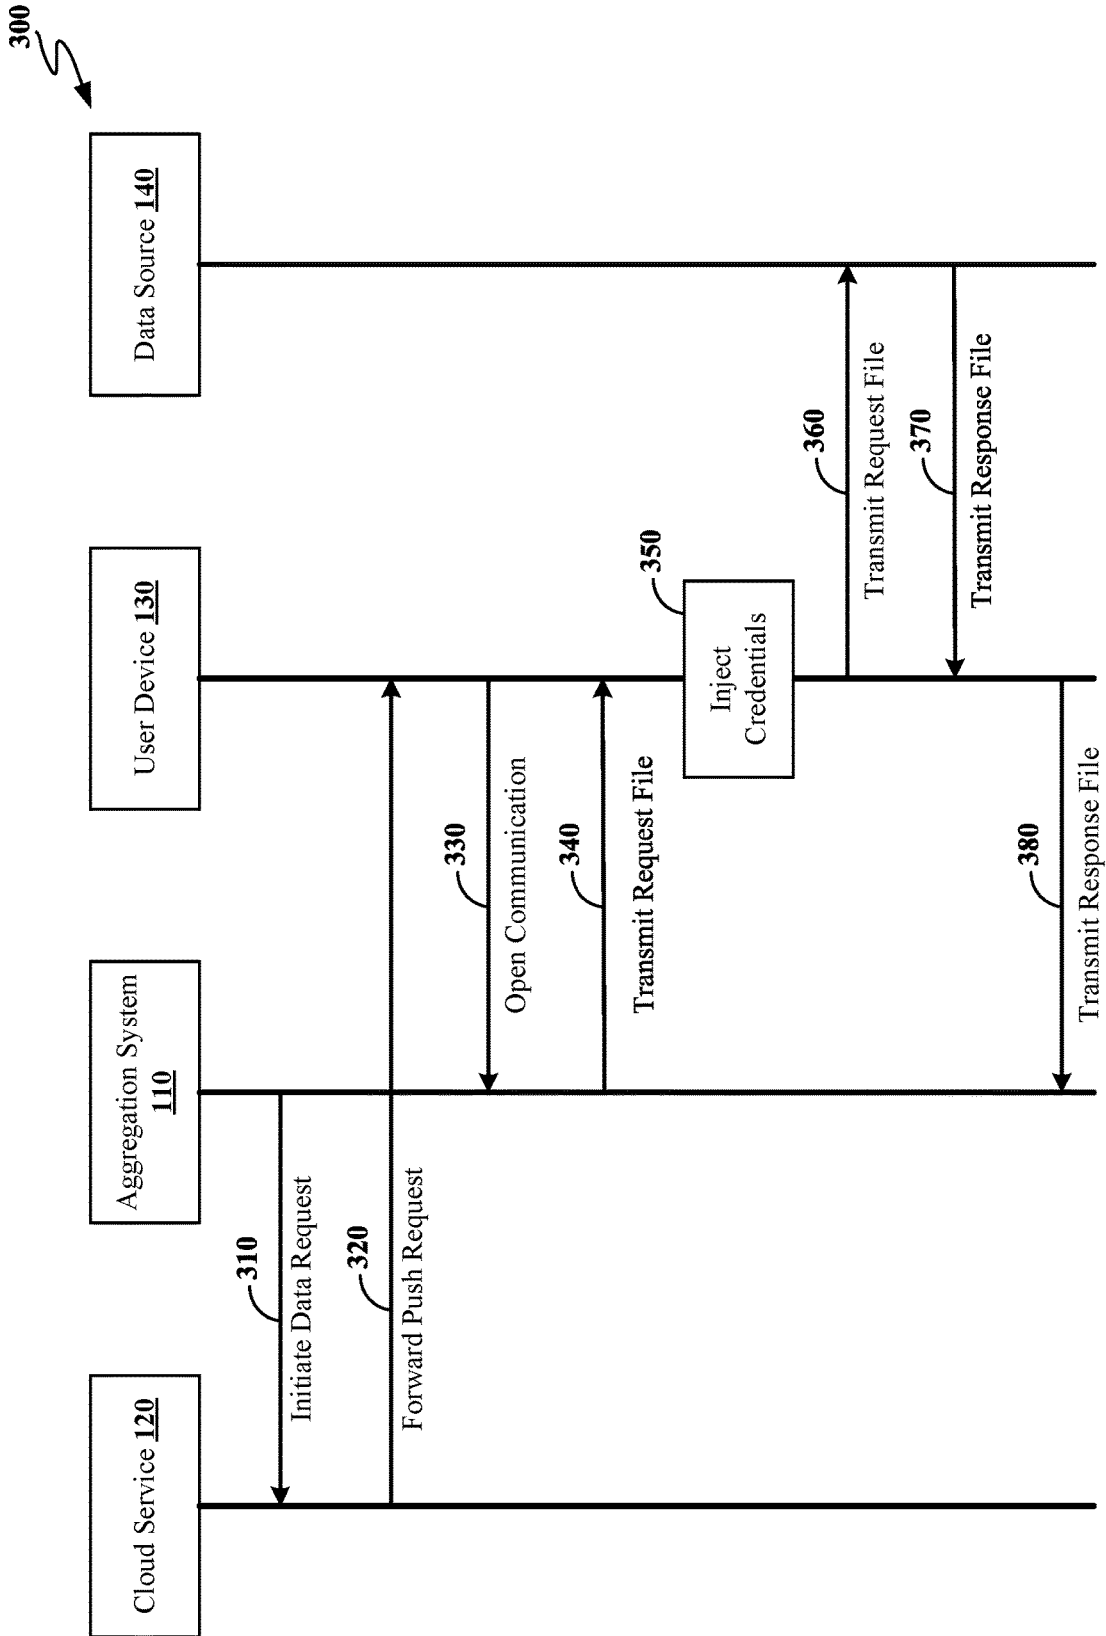 300
Cloud Service 120
Aggregation System
110
User Device 130
Data Source 140
310
Initiate Data Request
320
Forward Push Request
330
Open Communication
340
Transmit Request File
350
Inject
Credentials
360
Transmit Request File
370
Transmit Response File
380
Transmit Response File